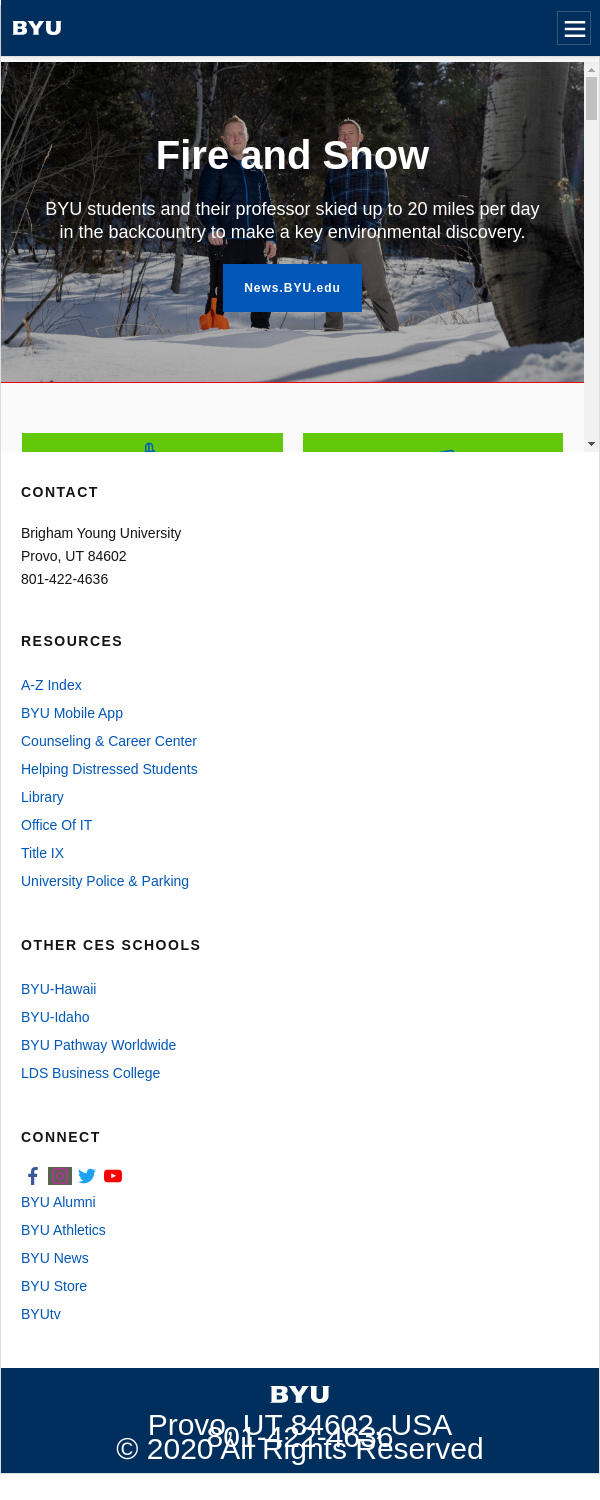 BYU
Fire and Snow
BYU students and their professor skied up to 20 miles per day
in the backcountry to make a key environmental discovery.
News.BYU.edu
CONTACT
Brigham Young University
Provo, UT 84602
801-422-4636
RESOURCES
A-Z Index
BYU Mobile App
Counseling & Career Center
Helping Distressed Students
Library
Office Of IT
Title IX
University Police & Parking
OTHER CES SCHOOLS
BYU-Hawaii
BYU-Idaho
BYU Pathway Worldwide
LDS Business College
CONNECT
BYU Alumni
BYU Athletics
BYU News
BYU Store
BYUtv
BYU
Provo, UT 84602, USA
801-422-4636
© 2020 All Rights Reserved